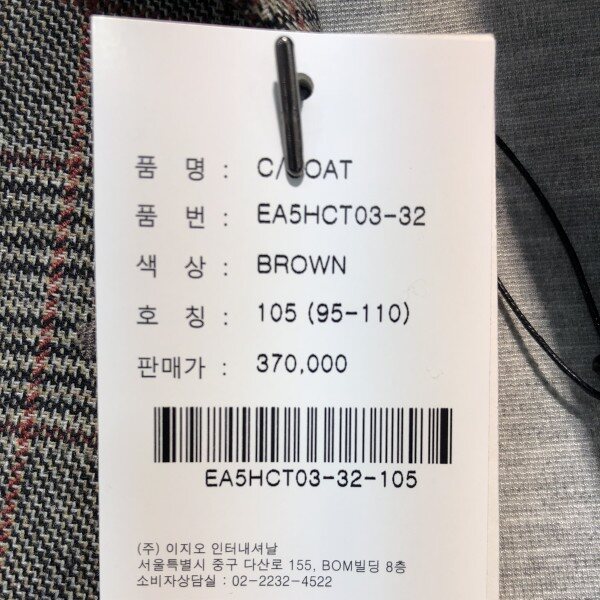 품 명 : C/ OAT
품 번 : EA5HCT03-32
색 상 : BROWN
호 칭 : 105 (95-110)
판매가 : 370,000
EA5HCT03-32-105
(주) 이지오 인터내셔날
서울특별시 중구 다산로 155, BOM빌딩 8층
소비자상담실 : 02-2232-4522